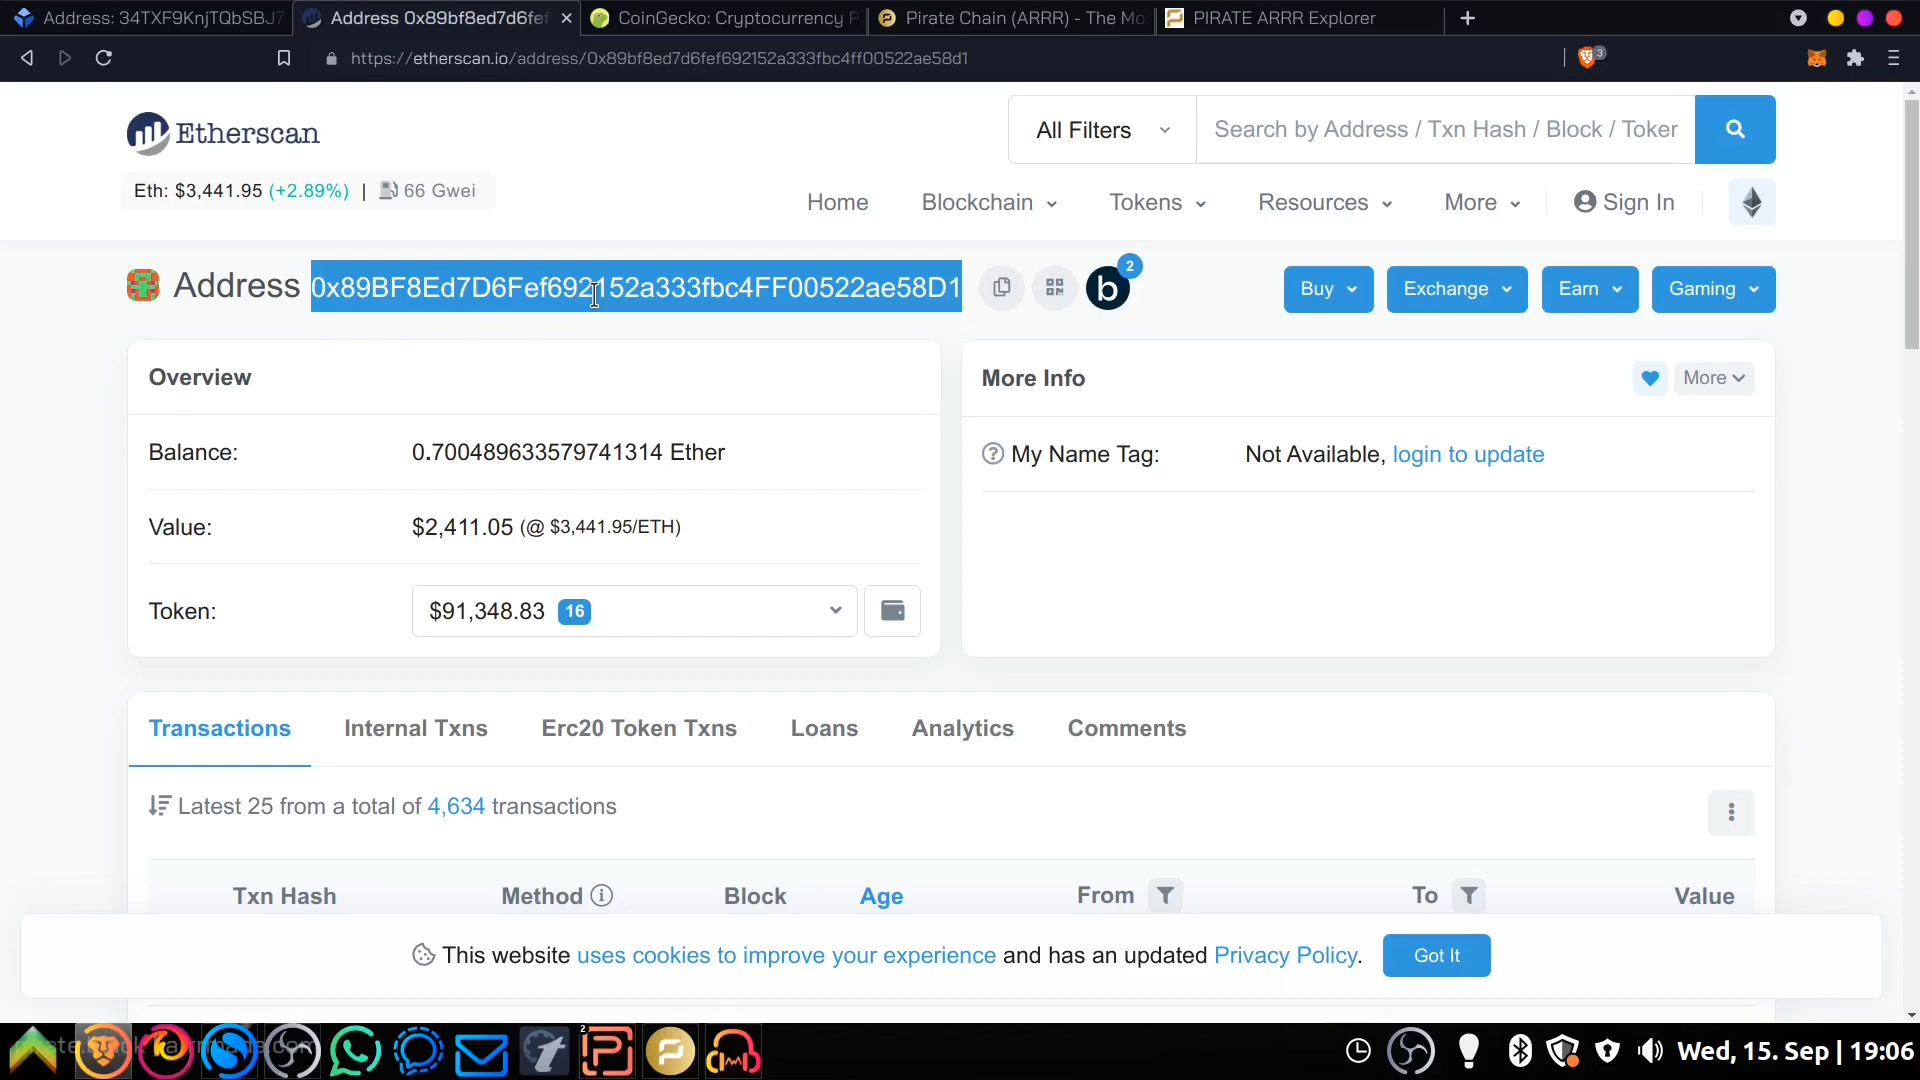 Address: 34TXF9KnjTQbSBJ7
Address 0x89bf8ed7d6fef
CoinGecko: Cryptocurrency P
Pirate Chain (ARRR) - The Mo
PIRATE ARRR Explorer
https://etherscan.io/address/0x89bf8ed7d6fef692152a333fbc4ff00522ae58d1
3
Etherscan
All Filters
Search by Address / Txn Hash / Block / Token
Eth: $3,441.95 (+2.89%) | 66 Gwei
Home
Blockchain
Tokens
Resources
More
Sign In
Address 0x89BF8Ed7D6Fef692152a333fbc4FF00522ae58D1
b
2
Buy
Exchange
Earn
Gaming
Overview
Balance:
0.700489633579741314 Ether
Value:
$2,411.05 (@ $3,441.95/ETH)
Token:
$91,348.83 16
More Info
More
My Name Tag:
Not Available, login to update
Transactions
Internal Txns
Erc20 Token Txns
Loans
Analytics
Comments
Latest 25 from a total of 4,634 transactions
Txn Hash
Method
Block
Age
From
To
Value
This website uses cookies to improve your experience and has an updated Privacy Policy.
Got It
2
Wed, 15. Sep | 19:06